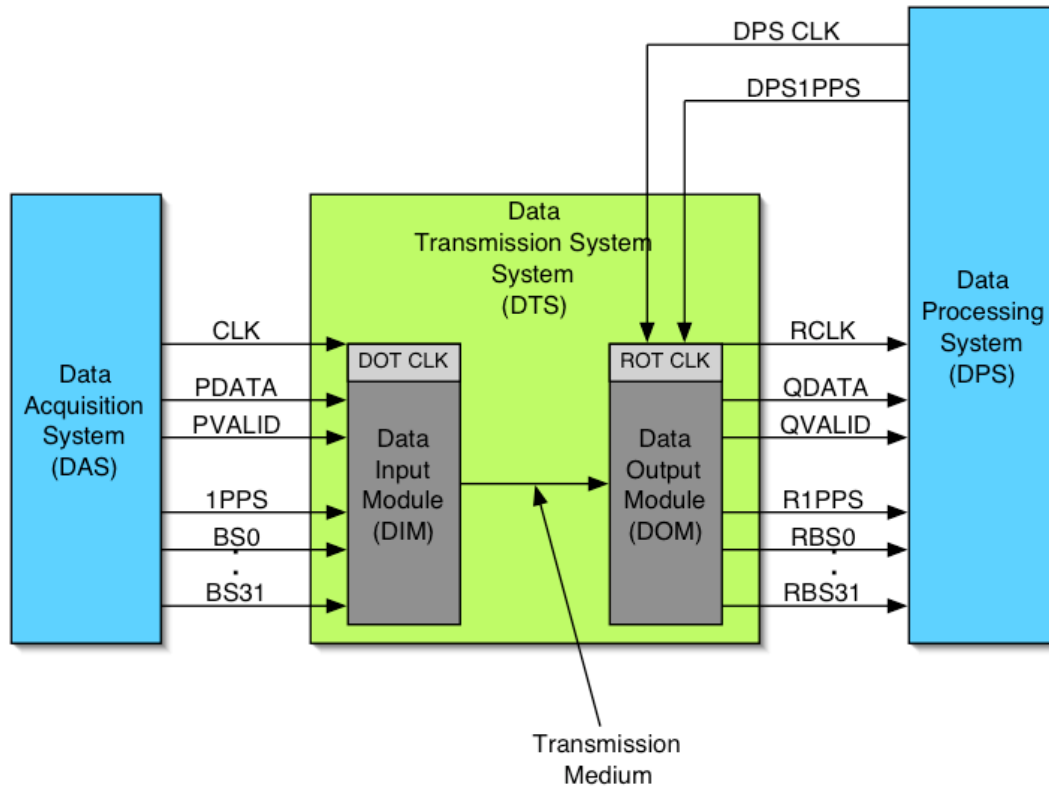 DPS CLK
DPS1PPS
Data
Transmission System
System
(DTS)
Data
Acquisition
System
(DAS)
CLK
PDATA
PVALID
1PPS
BS0
.
.
BS31
DOT CLK
Data
Input
Module
(DIM)
ROT CLK
Data
Output
Module
(DOM)
RCLK
QDATA
QVALID
R1PPS
RBS0
.
.
RBS31
Data
Processing
System
(DPS)
Transmission
Medium